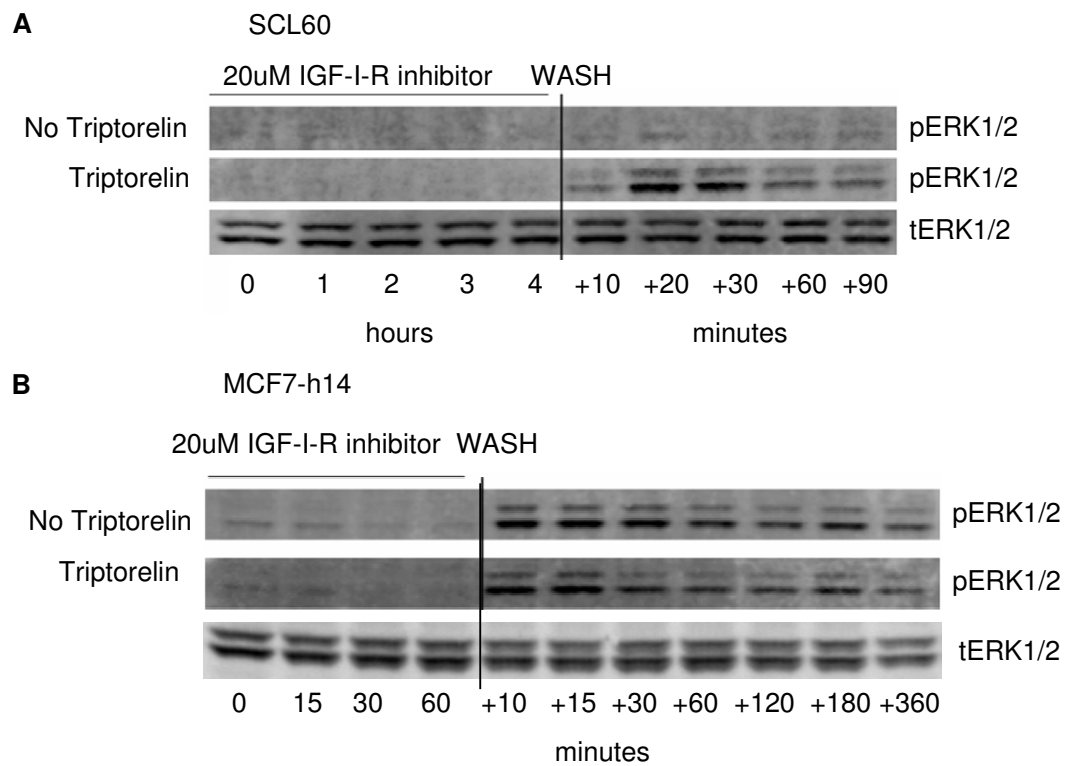 A
SCL60
20uM IGF-I-R inhibitor WASH
No Triptorelin pERK1/2
Triptorelin pERK1/2
tERK1/2
0 1 2 3 4 +10 +20 +30 +60 +90
hours minutes
B
MCF7-h14
20uM IGF-I-R inhibitor WASH
No Triptorelin pERK1/2
Triptorelin pERK1/2
tERK1/2
0 15 30 60 +10 +15 +30 +60 +120 +180 +360
minutes